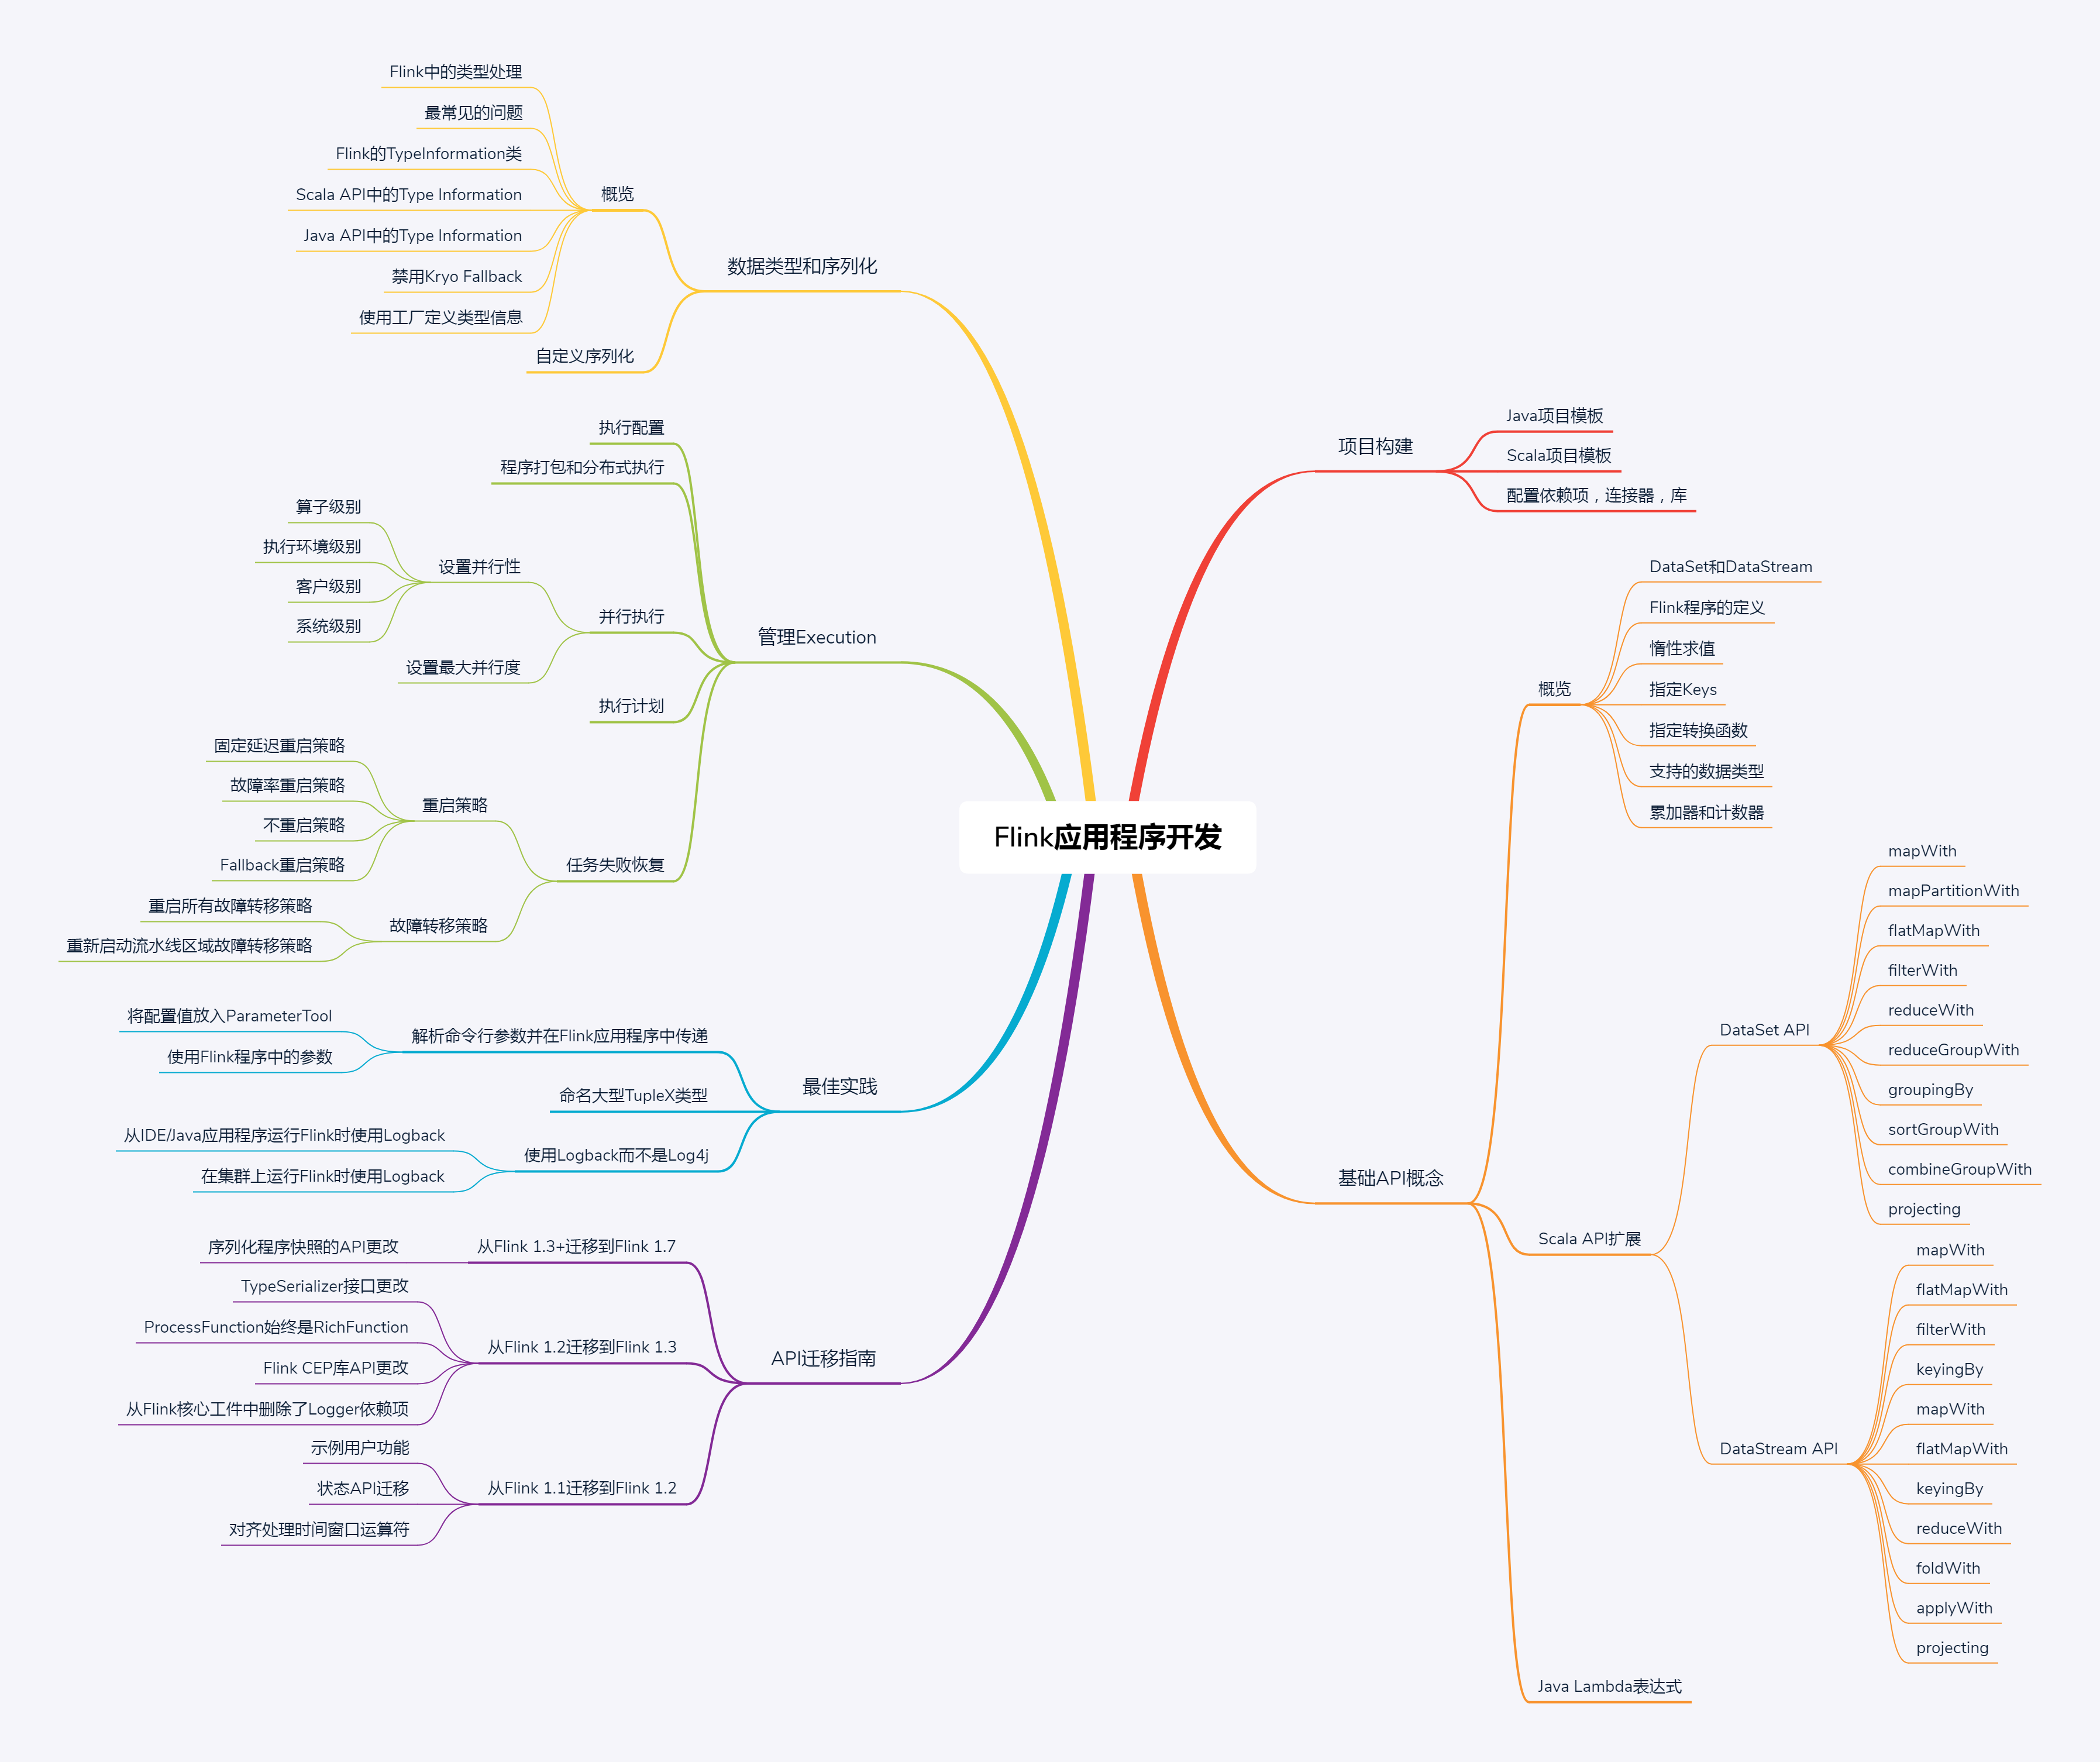 Flink应用程序开发
项目构建
Java项目模板
Scala项目模板
配置依赖项，连接器，库
基础API概念
概览
DataSet和DataStream
Flink程序的定义
惰性求值
指定Keys
指定转换函数
支持的数据类型
累加器和计数器
Scala API扩展
DataSet API
mapWith
mapPartitionWith
flatMapWith
filterWith
reduceWith
reduceGroupWith
groupingBy
sortGroupWith
combineGroupWith
projecting
DataStream API
mapWith
flatMapWith
filterWith
keyingBy
mapWith
flatMapWith
keyingBy
reduceWith
foldWith
applyWith
projecting
Java Lambda表达式
数据类型和序列化
概览
Flink中的类型处理
最常见的问题
Flink的TypeInformation类
Scala API中的Type Information
Java API中的Type Information
禁用Kryo Fallback
使用工厂定义类型信息
自定义序列化
管理Execution
执行配置
程序打包和分布式执行
并行执行
设置并行性
算子级别
执行环境级别
客户级别
系统级别
设置最大并行度
执行计划
任务失败恢复
重启策略
固定延迟重启策略
故障率重启策略
不重启策略
Fallback重启策略
故障转移策略
重启所有故障转移策略
重新启动流水线区域故障转移策略
最佳实践
解析命令行参数并在Flink应用程序中传递
将配置值放入ParameterTool
使用Flink程序中的参数
命名大型TupleX类型
使用Logback而不是Log4j
从IDE/Java应用程序运行Flink时使用Logback
在集群上运行Flink时使用Logback
API迁移指南
从Flink 1.3+迁移到Flink 1.7
序列化程序快照的API更改
从Flink 1.2迁移到Flink 1.3
TypeSerializer接口更改
ProcessFunction始终是RichFunction
Flink CEP库API更改
从Flink核心工件中删除了Logger依赖项
从Flink 1.1迁移到Flink 1.2
示例用户功能
状态API迁移
对齐处理时间窗口运算符